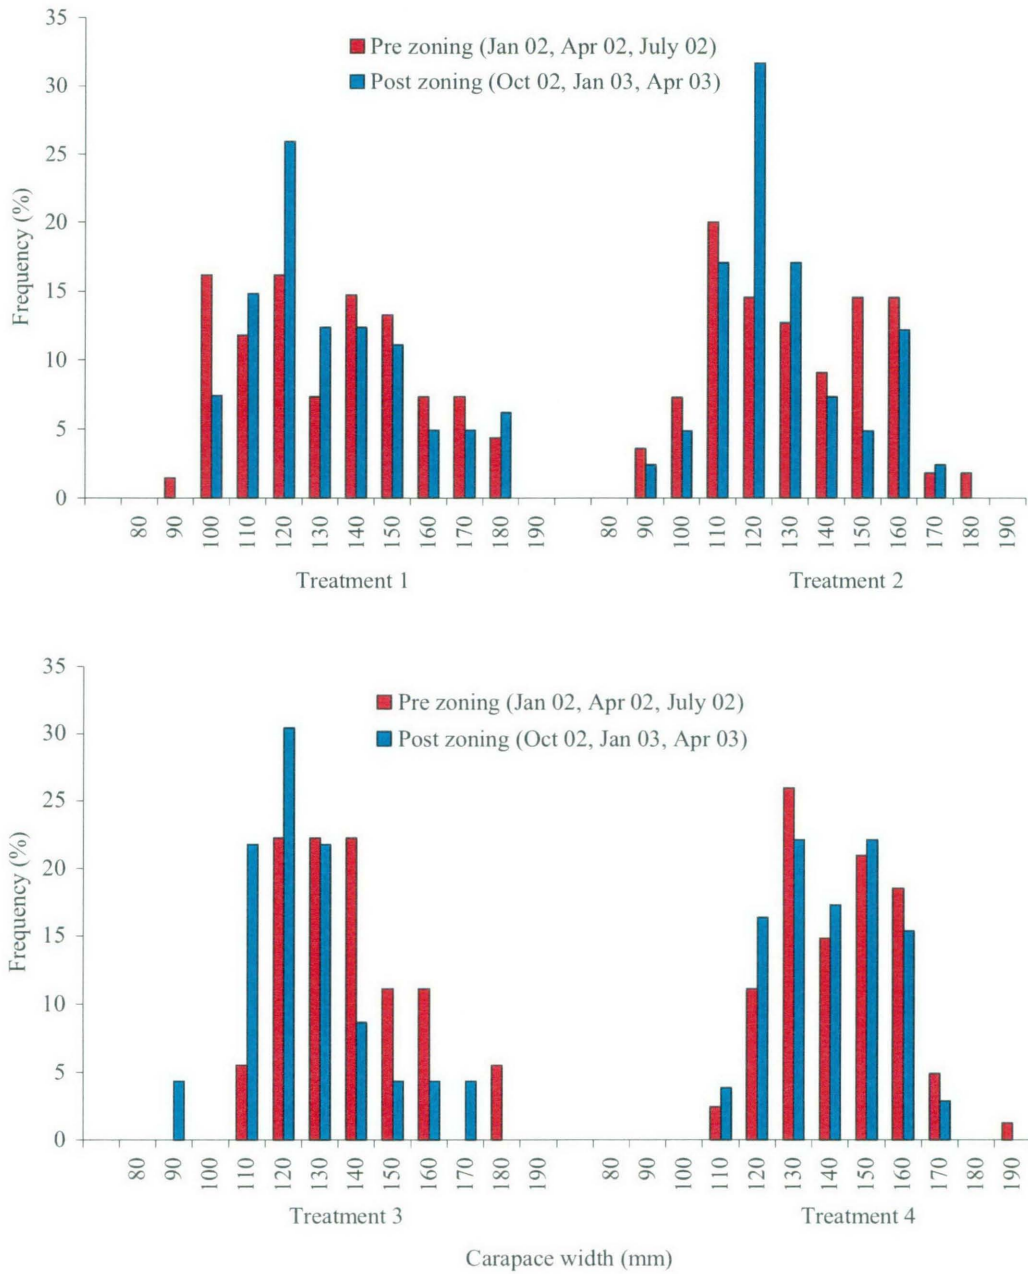 35
30
25
20
15
10
5
0
Frequency (%)
Pre zoning (Jan 02, Apr 02, July 02)
Post zoning (Oct 02, Jan 03, Apr 03)
80 90 100 110 120 130 140 150 160 170 180 190 80 90 100 110 120 130 140 150 160 170 180 190
Treatment 1 Treatment 2
35
30
25
20
15
10
5
0
Frequency (%)
Pre zoning (Jan 02, Apr 02, July 02)
Post zoning (Oct 02, Jan 03, Apr 03)
80 90 100 110 120 130 140 150 160 170 180 190 80 90 100 110 120 130 140 150 160 170 180 190
Treatment 3 Treatment 4
Carapace width (mm)